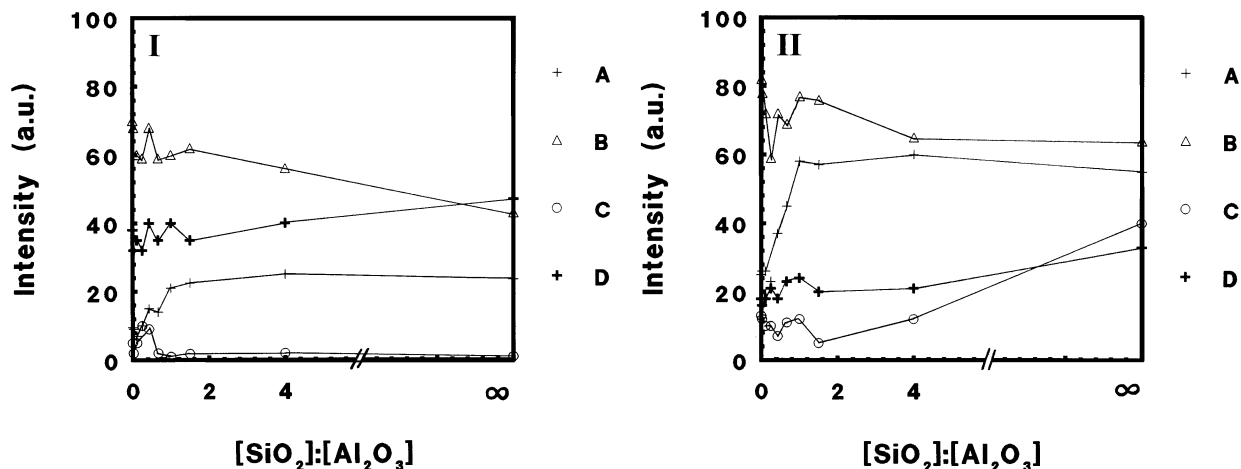 I
100
80
60
40
20
0
Intensity (a.u.)
0 2 4 ∞
[SiO₂]:[Al₂O₃]
A
B
C
D
II
100
80
60
40
20
0
Intensity (a.u.)
0 2 4 ∞
[SiO₂]:[Al₂O₃]
A
B
C
D